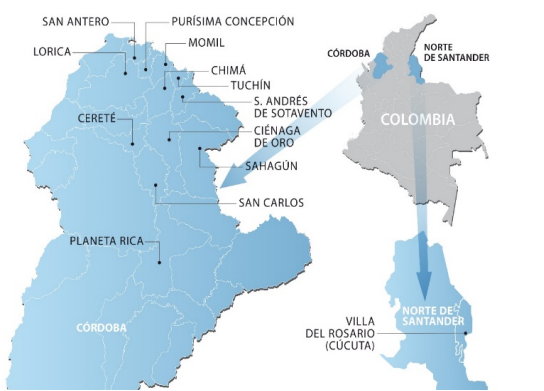 SAN ANTERO
PURÍSIMA CONCEPCIÓN
LORICA
MOMIL
CHIMÁ
TUCHÍN
S. ANDRÉS
DE SOTAVENTO
CERETÉ
CIÉNAGA
DE ORO
SAHAGÚN
SAN CARLOS
PLANETA RICA
CÓRDOBA
CÓRDOBA
NORTE
DE SANTANDER
COLOMBIA
NORTE DE
SANTANDER
VILLA
DEL ROSARIO
(CÚCUTA)